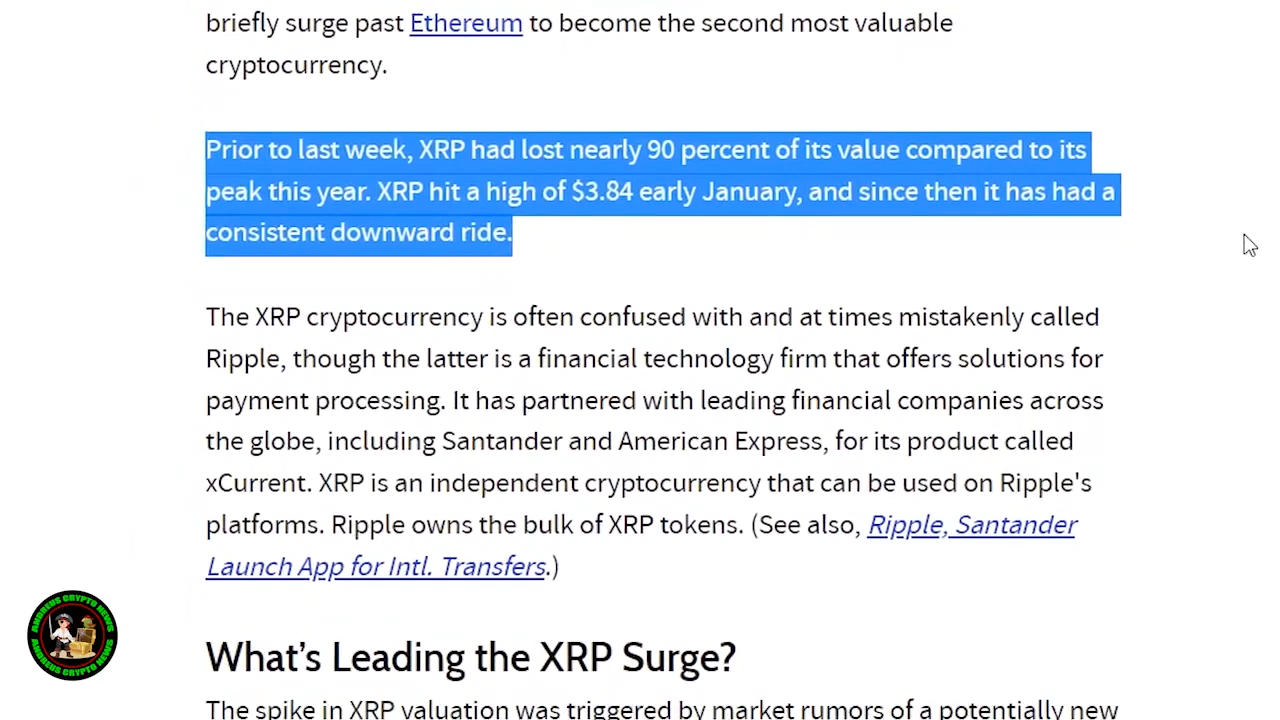 briefly surge past Ethereum to become the second most valuable
cryptocurrency.
Prior to last week, XRP had lost nearly 90 percent of its value compared to its
peak this year. XRP hit a high of $3.84 early January, and since then it has had a
consistent downward ride.
The XRP cryptocurrency is often confused with and at times mistakenly called
Ripple, though the latter is a financial technology firm that offers solutions for
payment processing. It has partnered with leading financial companies across
the globe, including Santander and American Express, for its product called
xCurrent. XRP is an independent cryptocurrency that can be used on Ripple's
platforms. Ripple owns the bulk of XRP tokens. (See also, Ripple, Santander
Launch App for Intl. Transfers.)
ANDREUS CRYPTO NEWS
ANDREUS CRYPTO NEWS
What’s Leading the XRP Surge?
The spike in XRP valuation was triggered by market rumors of a potentially new